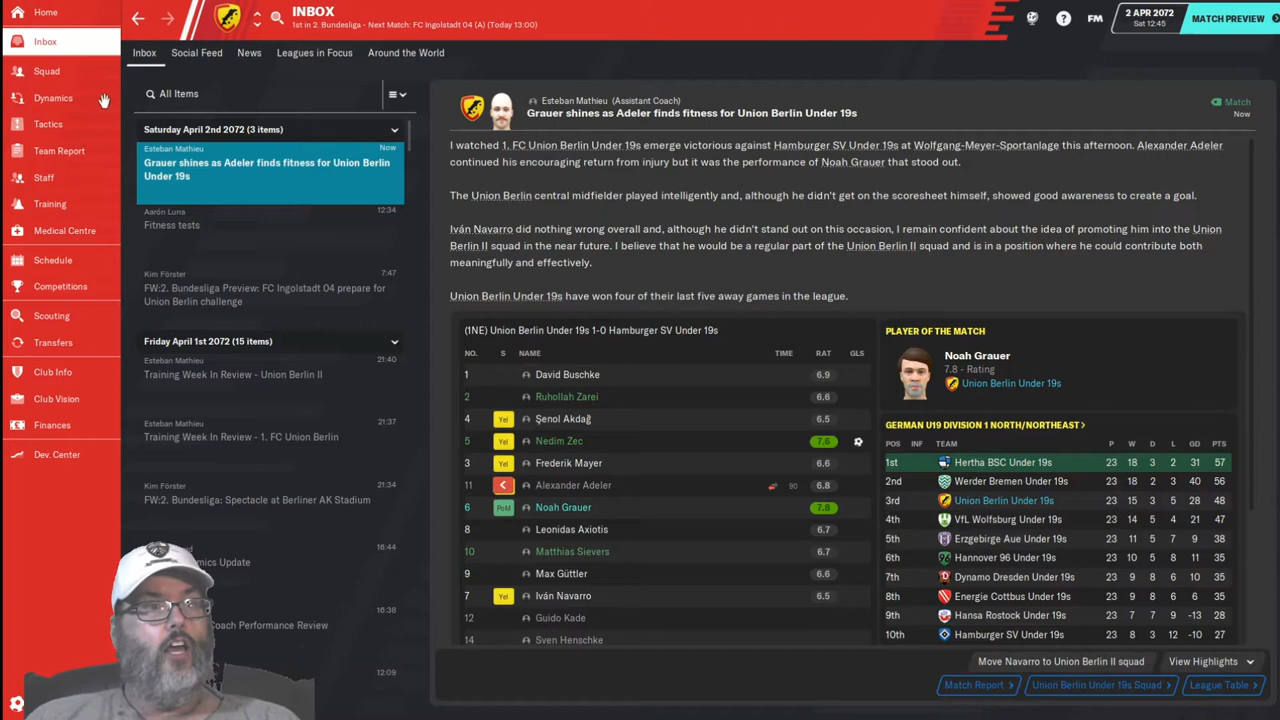 Home
Inbox
Squad
Dynamics
Tactics
Team Report
Staff
Training
Medical Centre
Schedule
Competitions
Scouting
Transfers
Club Info
Club Vision
Finances
Dev. Center
INBOX
1st in 2. Bundesliga - Next Match: FC Ingolstadt 04 (A) (Today 13:00)
FM
2 APR 2072
Sat 12:45
MATCH PREVIEW
Inbox Social Feed News Leagues in Focus Around the World
All Items
Saturday April 2nd 2072 (3 items)
Esteban Mathieu Now
Grauer shines as Adeler finds fitness for Union Berlin
Under 19s
Aarón Luna 12:34
Fitness tests
Kim Förster 7:47
FW:2. Bundesliga Preview: FC Ingolstadt 04 prepare for
Union Berlin challenge
Friday April 1st 2072 (15 items)
Esteban Mathieu 21:40
Training Week In Review - Union Berlin II
Esteban Mathieu 21:37
Training Week In Review - 1. FC Union Berlin
Kim Förster 21:34
FW:2. Bundesliga: Spectacle at Berliner AK Stadium
16:44
Update
16:38
Coach Performance Review
12:09
Esteban Mathieu (Assistant Coach)
Grauer shines as Adeler finds fitness for Union Berlin Under 19s
Match
Now
I watched 1. FC Union Berlin Under 19s emerge victorious against Hamburger SV Under 19s at Wolfgang-Meyer-Sportanlage this afternoon. Alexander Adeler
continued his encouraging return from injury but it was the performance of Noah Grauer that stood out.
The Union Berlin central midfielder played intelligently and, although he didn't get on the scoresheet himself, showed good awareness to create a goal.
Iván Navarro did nothing wrong overall and, although he didn't stand out on this occasion, I remain confident about the idea of promoting him into the Union
Berlin II squad in the near future. I believe that he would be a regular part of the Union Berlin II squad and is in a position where he could contribute both
meaningfully and effectively.
Union Berlin Under 19s have won four of their last five away games in the league.
(1NE) Union Berlin Under 19s 1-0 Hamburger SV Under 19s
NO. S NAME TIME RAT GLS
1 David Buschke 6.9
2 Ruhollah Zarei 6.6
4 Yel Şenol Akdağ 6.5
5 Yel Nedim Zec 7.6
3 Yel Frederik Mayer 6.6
11 Alexander Adeler 90 6.8
6 PoM Noah Grauer 7.8
8 Leonidas Axiotis 6.7
10 Matthias Sievers 6.7
9 Max Güttler 6.6
7 Yel Iván Navarro 6.5
12 Guido Kade
14 Sven Henschke
PLAYER OF THE MATCH
Noah Grauer
7.8 - Rating
Union Berlin Under 19s
GERMAN U19 DIVISION 1 NORTH/NORTHEAST >
POS INF TEAM P W D L GD PTS
1st Hertha BSC Under 19s 23 18 3 2 31 57
2nd Werder Bremen Under 19s 23 18 2 3 40 56
3rd Union Berlin Under 19s 23 15 3 5 28 48
4th VfL Wolfsburg Under 19s 23 14 5 4 21 47
5th Erzgebirge Aue Under 19s 23 11 5 7 9 38
6th Hannover 96 Under 19s 23 10 5 8 11 35
7th Dynamo Dresden Under 19s 23 9 8 6 10 35
8th Energie Cottbus Under 19s 23 9 8 6 6 35
9th Hansa Rostock Under 19s 23 7 7 9 -13 28
10th Hamburger SV Under 19s 23 8 3 12 -10 27
Move Navarro to Union Berlin II squad View Highlights
Match Report > Union Berlin Under 19s Squad > League Table >